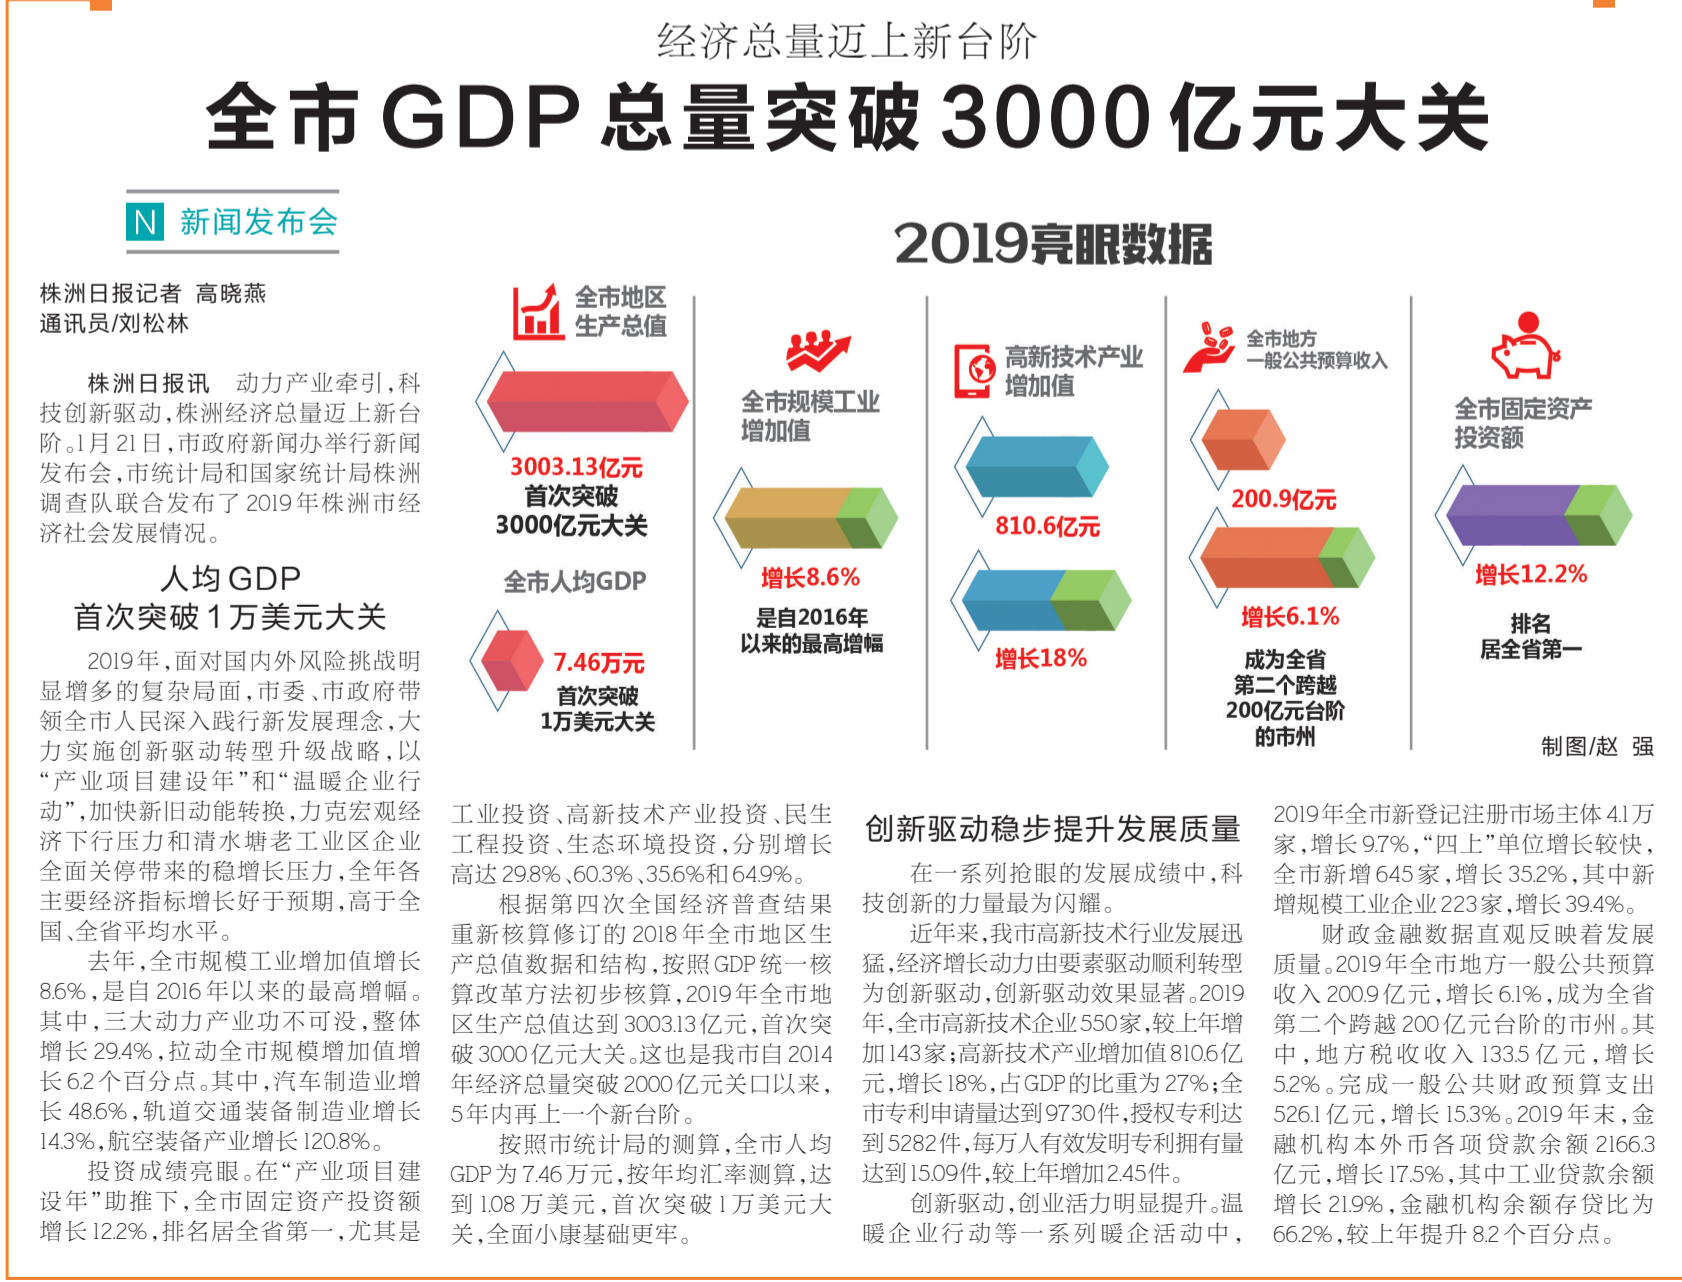 经济总量迈上新台阶
全市GDP总量突破3000亿元大关
N 新闻发布会
株洲日报记者 高晓燕
通讯员/刘松林
株洲日报讯 动力产业牵引,科
技创新驱动,株洲经济总量迈上新台
阶。1月21日,市政府新闻办举行新闻
发布会,市统计局和国家统计局株洲
调查队联合发布了2019年株洲市经
济社会发展情况。
人均GDP
首次突破1万美元大关
2019年,面对国内外风险挑战明
显增多的复杂局面,市委、市政府带
领全市人民深入践行新发展理念,大
力实施创新驱动转型升级战略,以
“产业项目建设年”和“温暖企业行
动”,加快新旧动能转换,力克宏观经
济下行压力和清水塘老工业区企业
全面关停带来的稳增长压力,全年各
主要经济指标增长好于预期,高于全
国、全省平均水平。
去年,全市规模工业增加值增长
8.6%,是自2016年以来的最高增幅。
其中,三大动力产业功不可没,整体
增长29.4%,拉动全市规模增加值增
长6.2个百分点。其中,汽车制造业增
长48.6%,轨道交通装备制造业增长
14.3%,航空装备产业增长120.8%。
投资成绩亮眼。在“产业项目建
设年”助推下,全市固定资产投资额
增长12.2%,排名居全省第一,尤其是
2019亮眼数据
全市地区
生产总值
3003.13亿元
首次突破
3000亿元大关
全市人均GDP
7.46万元
首次突破
1万美元大关
全市规模工业
增加值
增长8.6%
是自2016年
以来的最高增幅
高新技术产业
增加值
810.6亿元
增长18%
全市地方
一般公共预算收入
200.9亿元
增长6.1%
成为全省
第二个跨越
200亿元台阶
的市州
全市固定资产
投资额
增长12.2%
排名
居全省第一
制图/赵 强
工业投资、高新技术产业投资、民生
工程投资、生态环境投资,分别增长
高达29.8%、60.3%、35.6%和64.9%。
根据第四次全国经济普查结果
重新核算修订的2018年全市地区生
产总值数据和结构,按照GDP统一核
算改革方法初步核算,2019年全市地
区生产总值达到3003.13亿元,首次突
破3000亿元大关。这也是我市自2014
年经济总量突破2000亿元关口以来,
5年内再上一个新台阶。
按照市统计局的测算,全市人均
GDP为7.46万元,按年均汇率测算,达
到1.08万美元,首次突破1万美元大
关,全面小康基础更牢。
创新驱动稳步提升发展质量
在一系列抢眼的发展成绩中,科
技创新的力量最为闪耀。
近年来,我市高新技术行业发展迅
猛,经济增长动力由要素驱动顺利转型
为创新驱动,创新驱动效果显著。2019
年,全市高新技术企业550家,较上年增
加143家;高新技术产业增加值810.6亿
元,增长18%,占GDP的比重为27%;全
市专利申请量达到9730件,授权专利达
到5282件,每万人有效发明专利拥有量
达到15.09件,较上年增加2.45件。
创新驱动,创业活力明显提升。温
暖企业行动等一系列暖企活动中,
2019年全市新登记注册市场主体4.1万
家,增长9.7%,“四上”单位增长较快,
全市新增645家,增长35.2%,其中新
增规模工业企业223家,增长39.4%。
财政金融数据直观反映着发展
质量。2019年全市地方一般公共预算
收入200.9亿元,增长6.1%,成为全省
第二个跨越200亿元台阶的市州。其
中,地方税收收入133.5亿元,增长
5.2%。完成一般公共财政预算支出
526.1亿元,增长15.3%。2019年末,金
融机构本外币各项贷款余额2166.3
亿元,增长17.5%,其中工业贷款余额
增长21.9%,金融机构余额存贷比为
66.2%,较上年提升8.2个百分点。